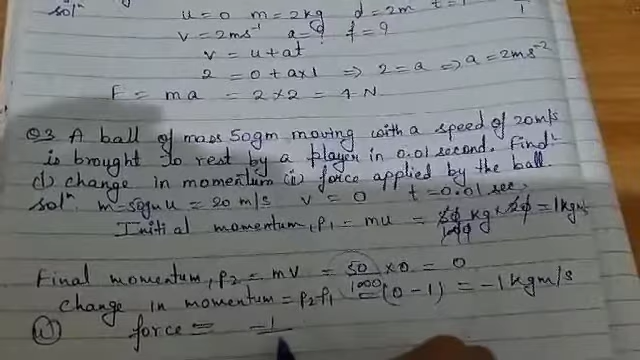 Solⁿ u = 0 m = 2kg d = 2m t = 1
v = 2ms⁻¹ a = ? f = ?
v = u + at
2 = 0 + a×1 ⇒ 2 = a ⇒ a = 2ms⁻²
F = ma = 2×2 = 4 N
Q3 A ball of mass 50gm moving with a speed of 20m/s
is brought to rest by a player in 0.01 second. Find:
(i) change in momentum (ii) force applied by the ball.
Solⁿ. m = 50gm u = 20 m/s v = 0 t = 0.01 sec.
Initial momentum, p₁ = mu = 50/1000 kg × 20 = 1kgm/s
Final momentum, p₂ = mv = 50/1000 × 0 = 0
Change in momentum = p₂-p₁ = (0 - 1) = -1 kgm/s
(ii) force = -1